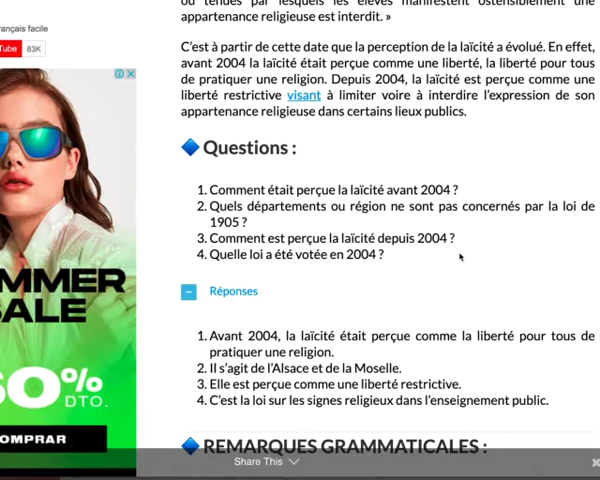 ou tenues par lesquels les élèves manifestent ostensiblement une
appartenance religieuse est interdit. »
rançais facile
Tube 83K
C’est à partir de cette date que la perception de la laïcité a évolué. En effet,
avant 2004 la laïcité était perçue comme une liberté, la liberté pour tous
de pratiquer une religion. Depuis 2004, la laïcité est perçue comme une
liberté restrictive visant à limiter voire à interdire l’expression de son
appartenance religieuse dans certains lieux publics.
Questions :
1. Comment était perçue la laïcité avant 2004 ?
2. Quels départements ou région ne sont pas concernés par la loi de
1905 ?
3. Comment est perçue la laïcité depuis 2004 ?
4. Quelle loi a été votée en 2004 ?
Réponses
1. Avant 2004, la laïcité était perçue comme la liberté pour tous de
pratiquer une religion.
2. Il s’agit de l’Alsace et de la Moselle.
3. Elle est perçue comme une liberté restrictive.
4. C’est la loi sur les signes religieux dans l’enseignement public.
REMARQUES GRAMMATICALES :
MMER
ALE
60%
DTO.
OMPRAR
Share This